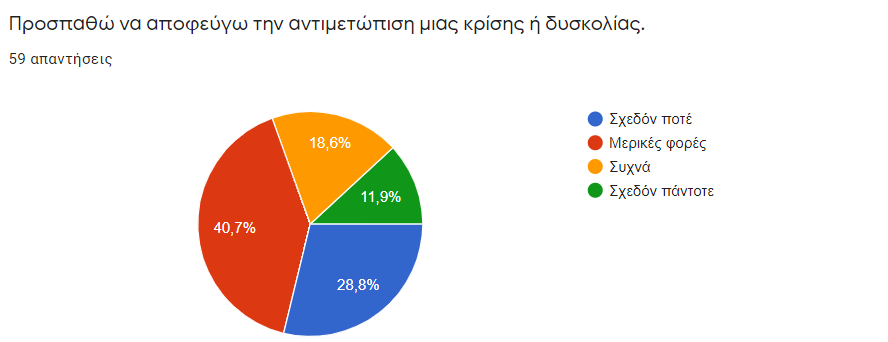 Προσπαθώ να αποφεύγω την αντιμετώπιση μιας κρίσης ή δυσκολίας.
59 απαντήσεις
18,6%
11,9%
40,7%
28,8%
Σχεδόν ποτέ
Μερικές φορές
Συχνά
Σχεδόν πάντοτε